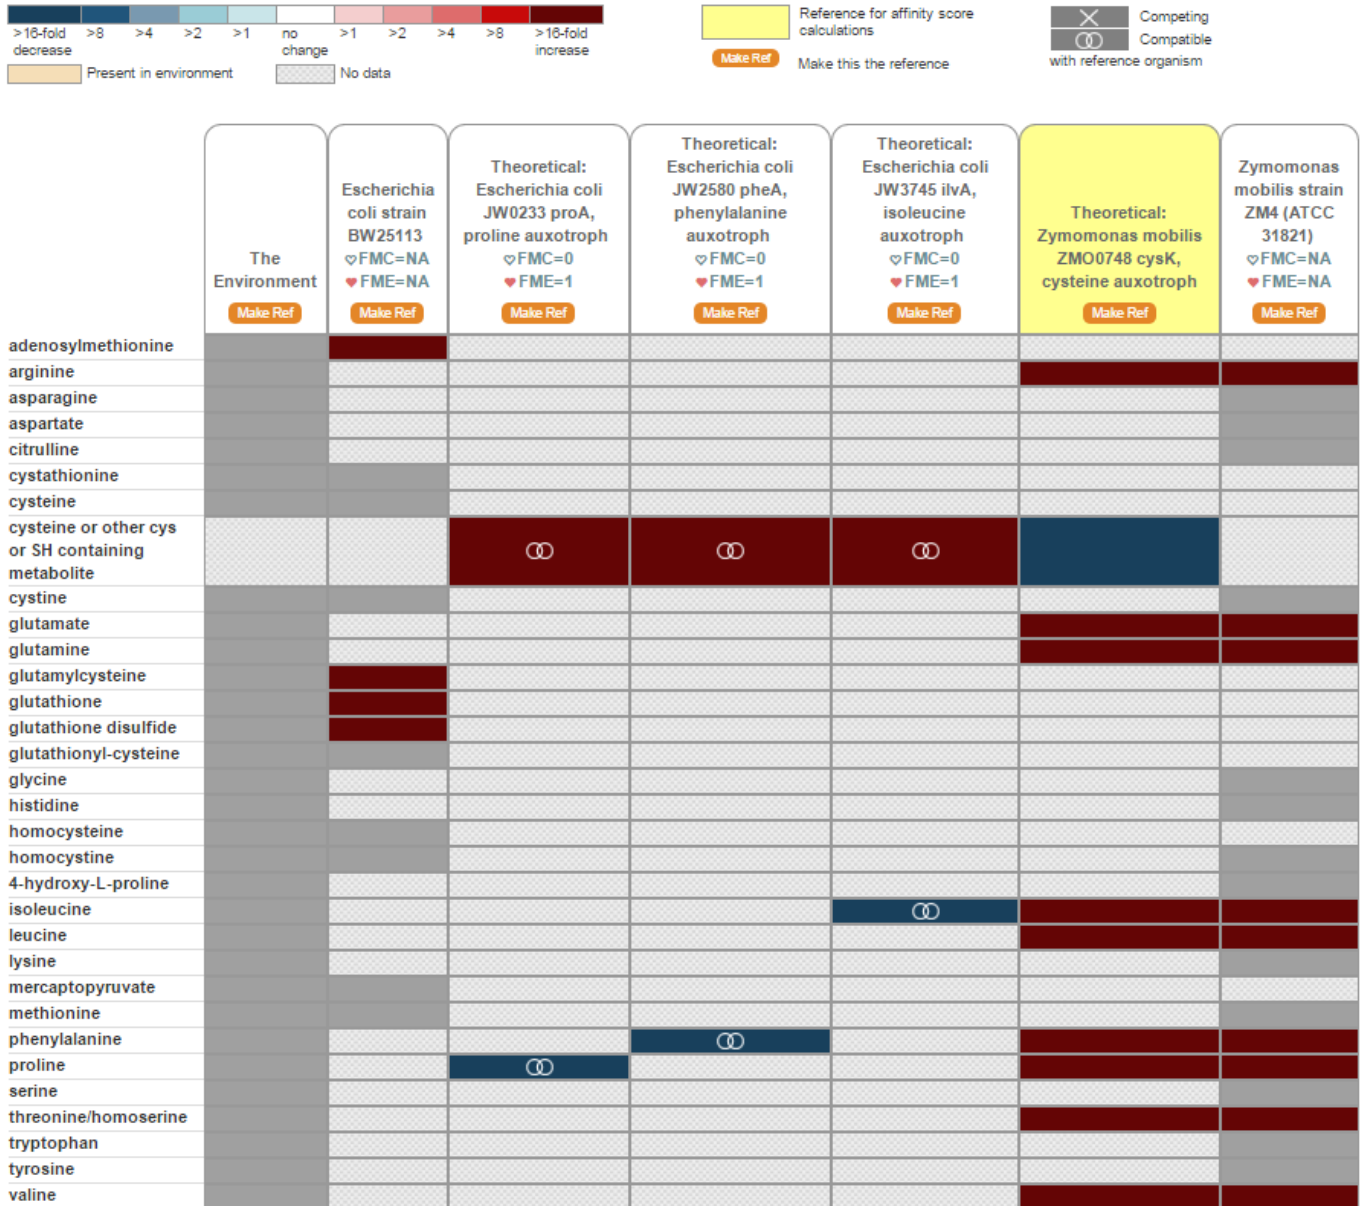 >16-fold decrease >8 >4 >2 >1 no change >1 >2 >4 >8 >16-fold increase
Present in environment
No data
Reference for affinity score
calculations
Make Ref
Make this the reference
Competing
Compatible
with reference organism
The
Environment
Make Ref
Escherichia
coli strain
BW25113
FMC=NA
FME=NA
Make Ref
Theoretical:
Escherichia coli
JW0233 proA,
proline auxotroph
FMC=0
FME=1
Make Ref
Theoretical:
Escherichia coli
JW2580 pheA,
phenylalanine
auxotroph
FMC=0
FME=1
Make Ref
Theoretical:
Escherichia coli
JW3745 ilvA,
isoleucine
auxotroph
FMC=0
FME=1
Make Ref
Theoretical:
Zymomonas mobilis
ZMO0748 cysK,
cysteine auxotroph
Make Ref
Zymomonas
mobilis strain
ZM4 (ATCC
31821)
FMC=NA
FME=NA
Make Ref
adenosylmethionine
arginine
asparagine
aspartate
citrulline
cystathionine
cysteine
cysteine or other cys
or SH containing
metabolite
cystine
glutamate
glutamine
glutamylcysteine
glutathione
glutathione disulfide
glutathionyl-cysteine
glycine
histidine
homocysteine
homocystine
4-hydroxy-L-proline
isoleucine
leucine
lysine
mercaptopyruvate
methionine
phenylalanine
proline
serine
threonine/homoserine
tryptophan
tyrosine
valine